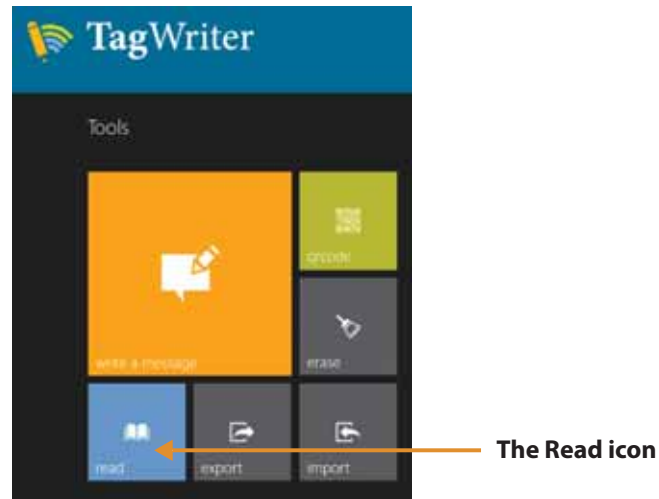 TagWriter
Tools
qrcode
write a message
erase
read
export
import
The Read icon